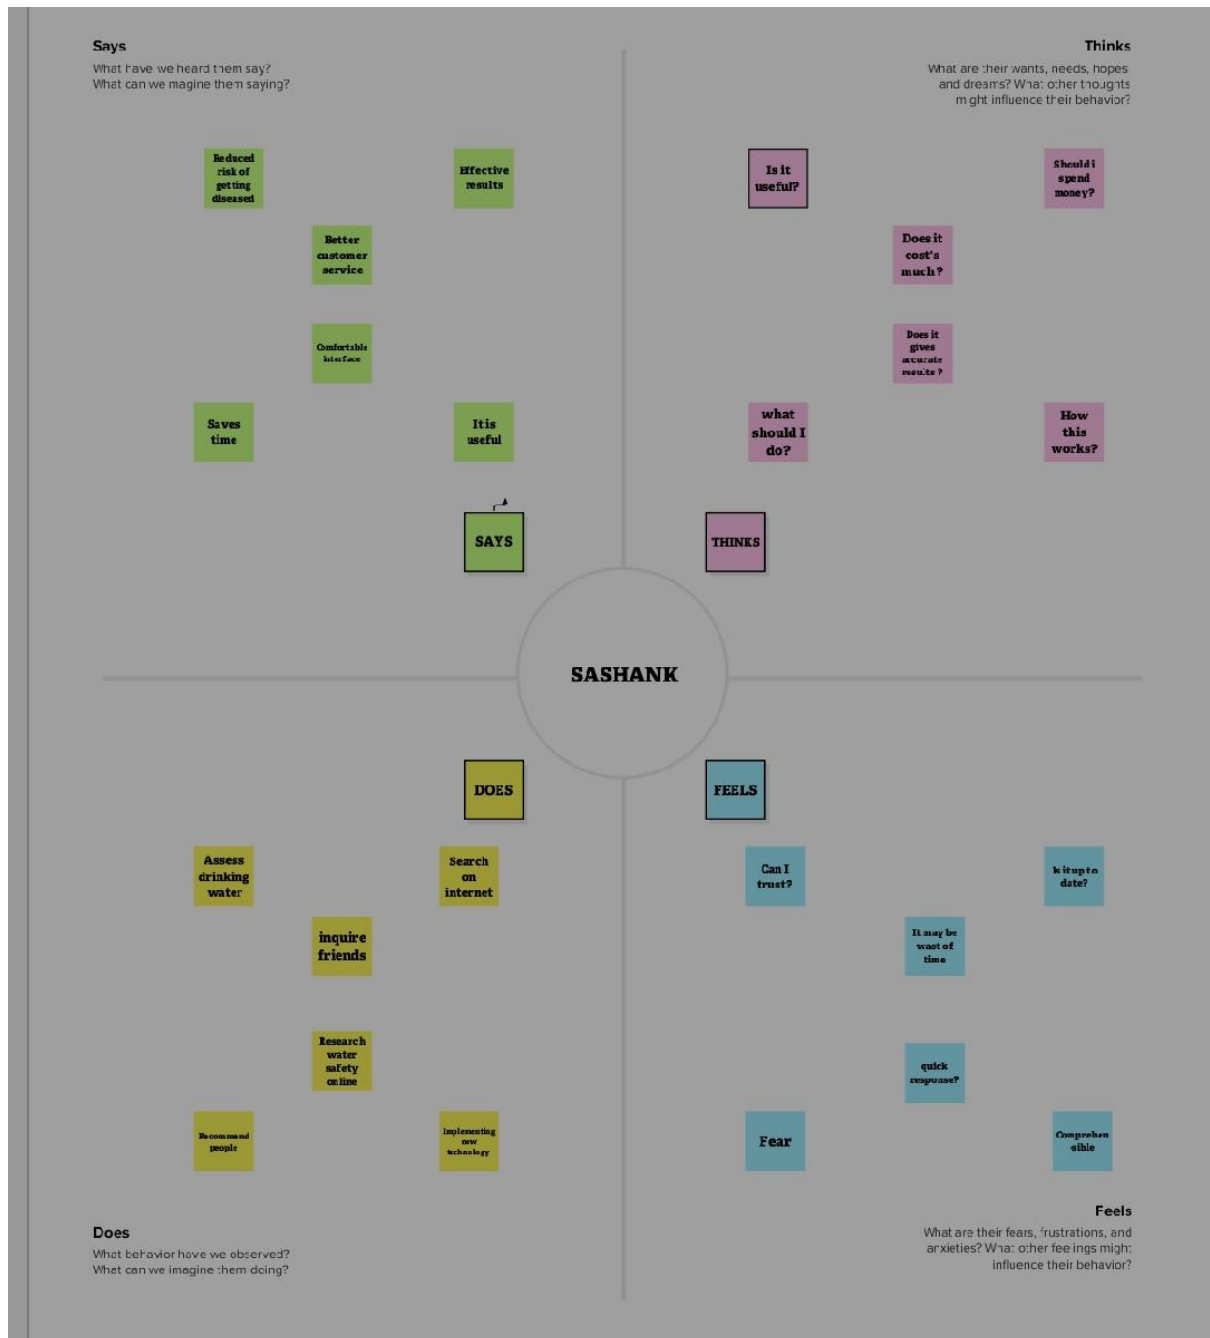 Says
What have we heard them say?
What can we magine them saying?
Reduced
risk of
getting
diseased
Effective
results
Better
customer
service
Comfortable
interface
Saves
time
It is
useful
SAYS
Thinks
What are their wants, needs, hopes
and dreams? What other thoughts
might influence their behavior?
Is it
useful?
Should i
spend
money?
Does it
cost's
much ?
Does it
gives
accurate
results ?
what
should I
do?
How
this
works?
THINKS
SASHANK
DOES
Assess
drinking
water
Search
on
internet
inquire
friends
Research
water
safety
online
Recommand
people
Implementing
new
technology
Does
What behavior have we observed?
What can we imagine them doing?
FEELS
Can I
trust?
Is it up to
date?
It may be
wast of
time
quick
response?
Fear
Comprehen
sible
Feels
What are their fears, frustrations, and
anxieties? What other feelings might
influence their behavior?